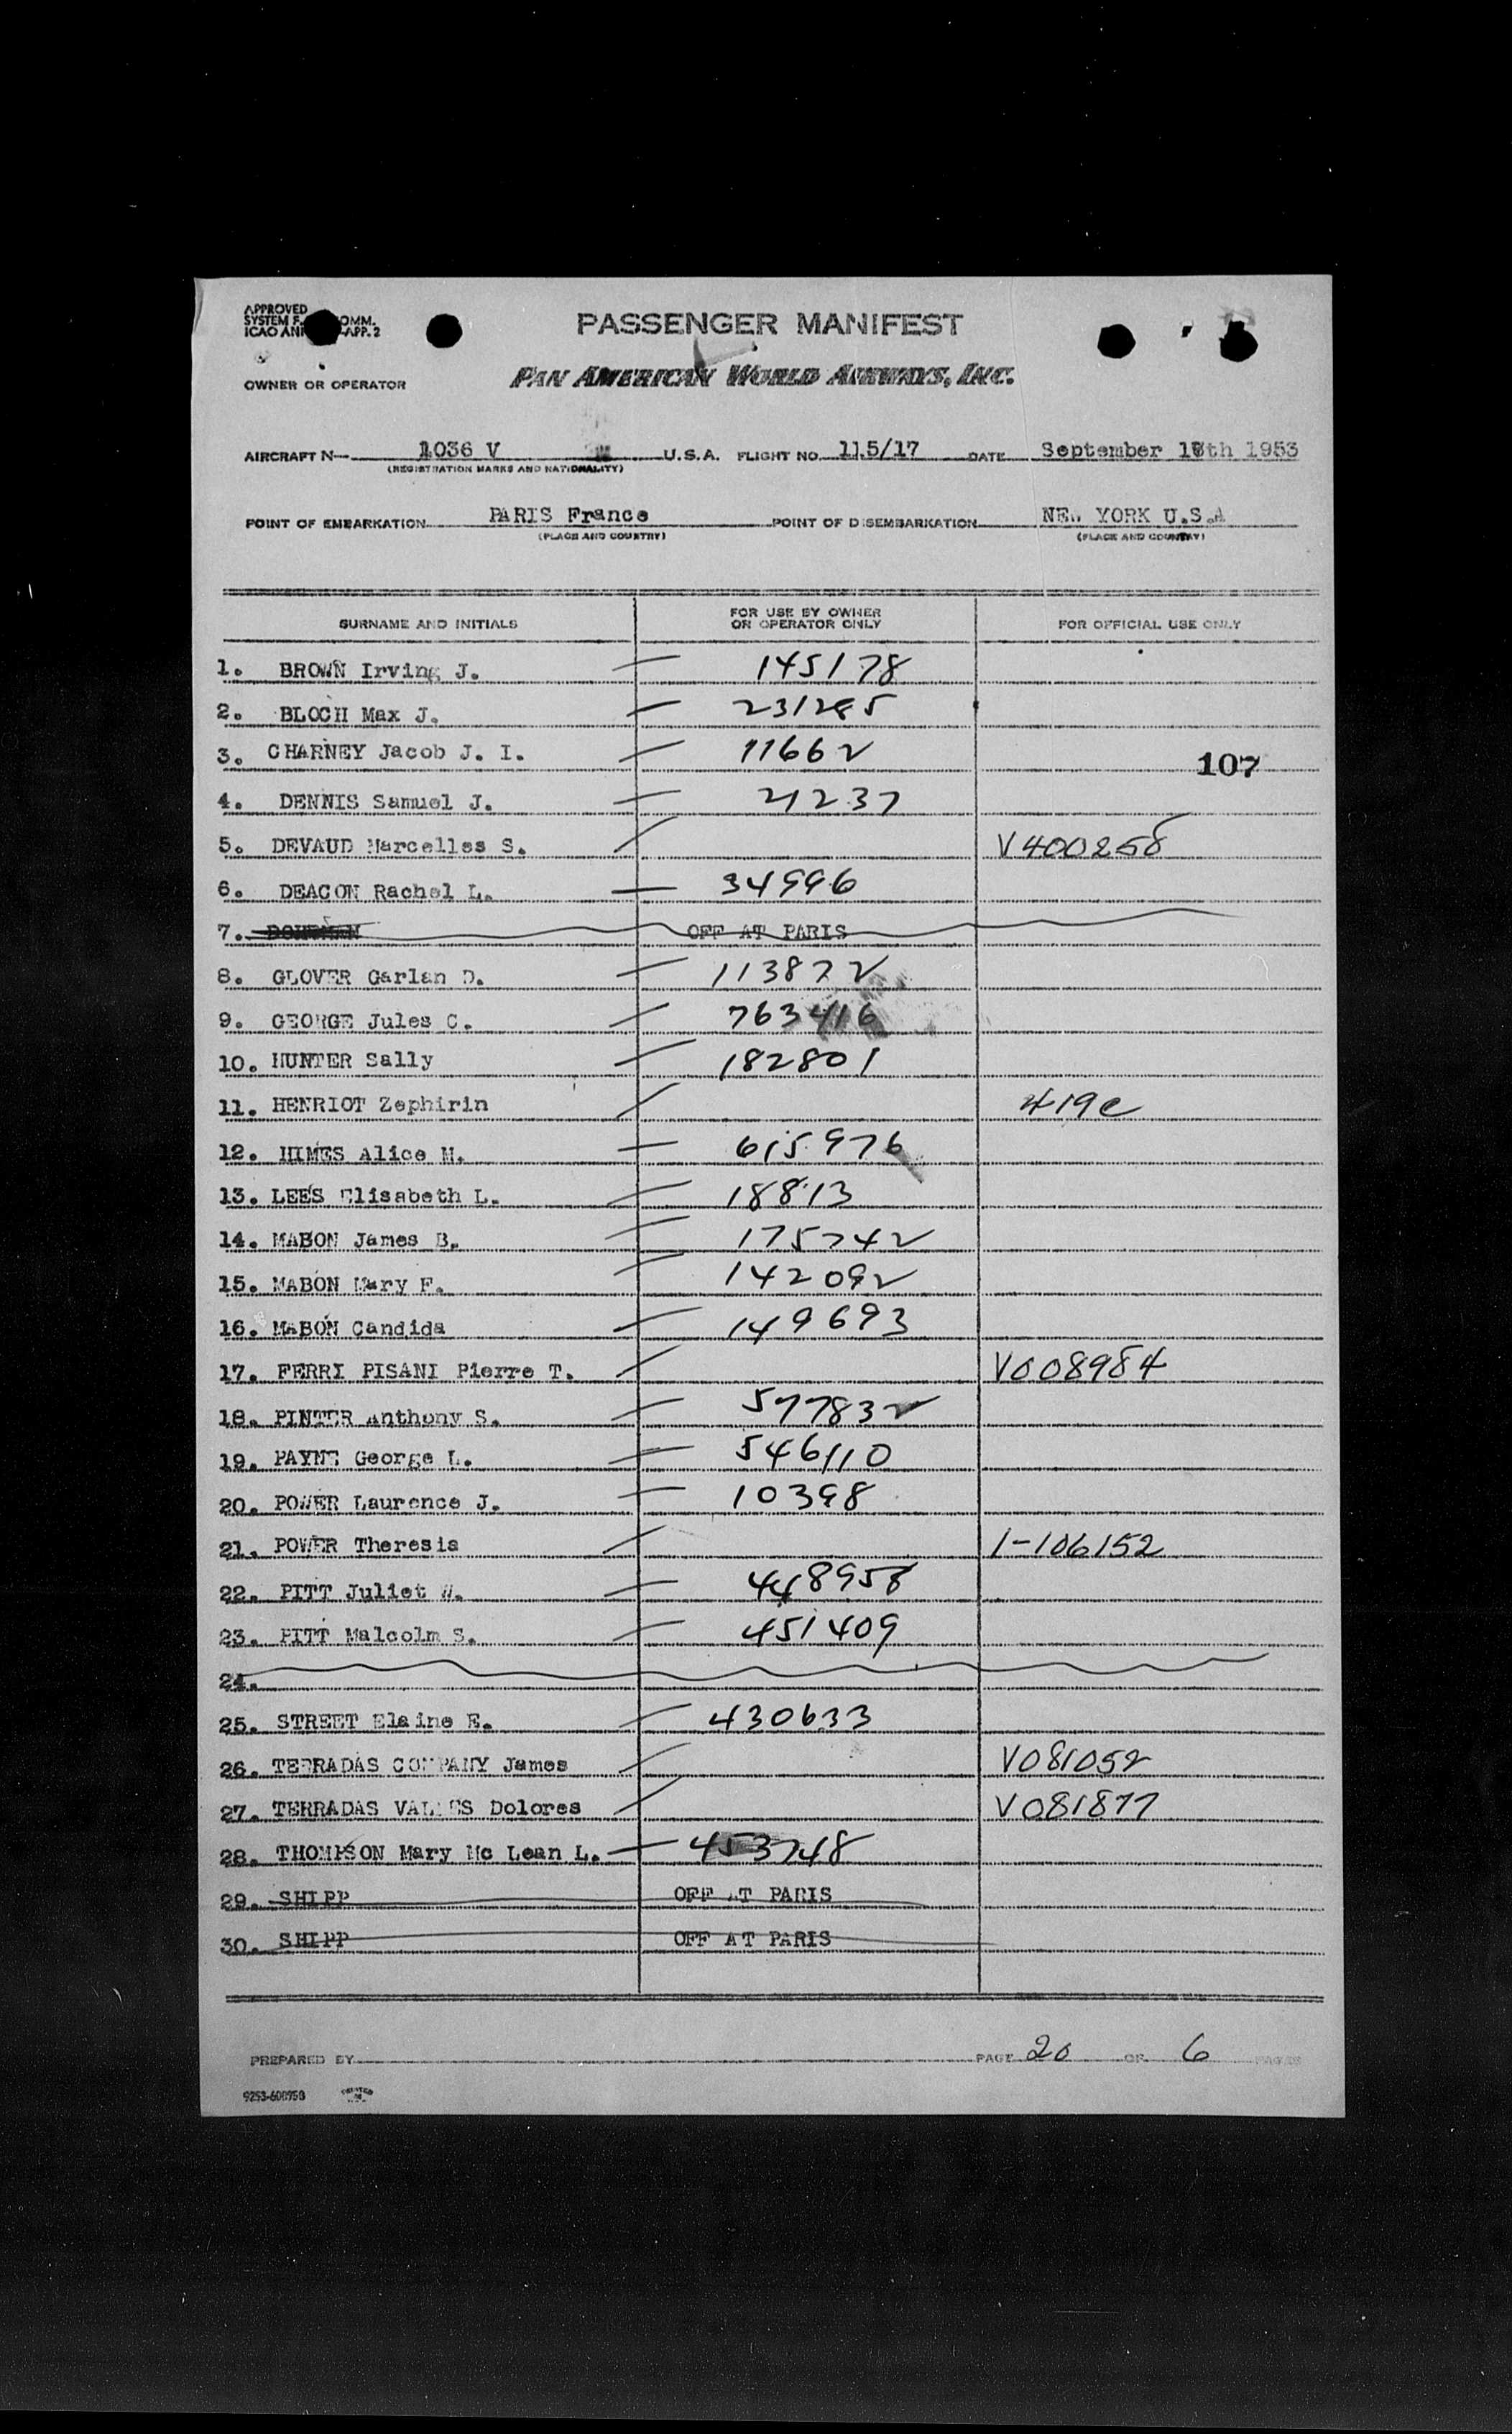 APPROVED
SYSTEM F. COMM.
ICAO ANN APP. 2
PASSENGER MANIFEST
OWNER OR OPERATOR PAN AMERICAN WORLD AIRWAYS, INC.
AIRCRAFT N 1036 V U.S.A. FLIGHT NO. 115/17 DATE September 1953
(REGISTRATION MARKS AND NATIONALITY)
POINT OF EMBARKATION PARIS France POINT OF DISEMBARKATION NEW YORK U.S.A
(PLACE AND COUNTRY) (PLACE AND COUNTRY)
SURNAME AND INITIALS FOR USE BY OWNER OR OPERATOR ONLY FOR OFFICIAL USE ONLY
1. BROWN Irving J. 145178
2. BLOCH Max J. 231285
3. CHARNEY Jacob J. I. 11662
107
4. DENNIS Samuel J. 21237
5. DEVAUD Marcelles S. V400258
6. DEACON Rachel L. 34996
7. OFF AT PARIS
8. GLOVER Garlan D. 113872
9. GEORGE Jules C. 763416
10. HUNTER Sally 182801
11. HENRIOT Zephirin 419c
12. HIMES Alice M. 615976
13. LEES Elisabeth L. 18813
14. MABON James B. 175742
15. MABON Mary F. 142092
16. MABON Candida 149693
17. FERRI PISANI Pierre T. V008984
18. PINTER Anthony S. 577832
19. PAYNE George L. 546110
20. POWER Laurence J. 10398
21. POWER Theresia 1-106152
22. PITT Juliet W. 448958
23. PITT Malcolm S. 451409
24.
25. STREET Elaine E. 430633
26. TERRADAS COMPANY James V081052
27. TERRADAS VALLES Dolores V081877
28. THOMPSON Mary Mc Lean L. 453748
29. SHIPP OFF AT PARIS
30. SHIPP OFF AT PARIS
PREPARED BY PAGE 20 OF 6 PAGES
9253-600950 PRINTED